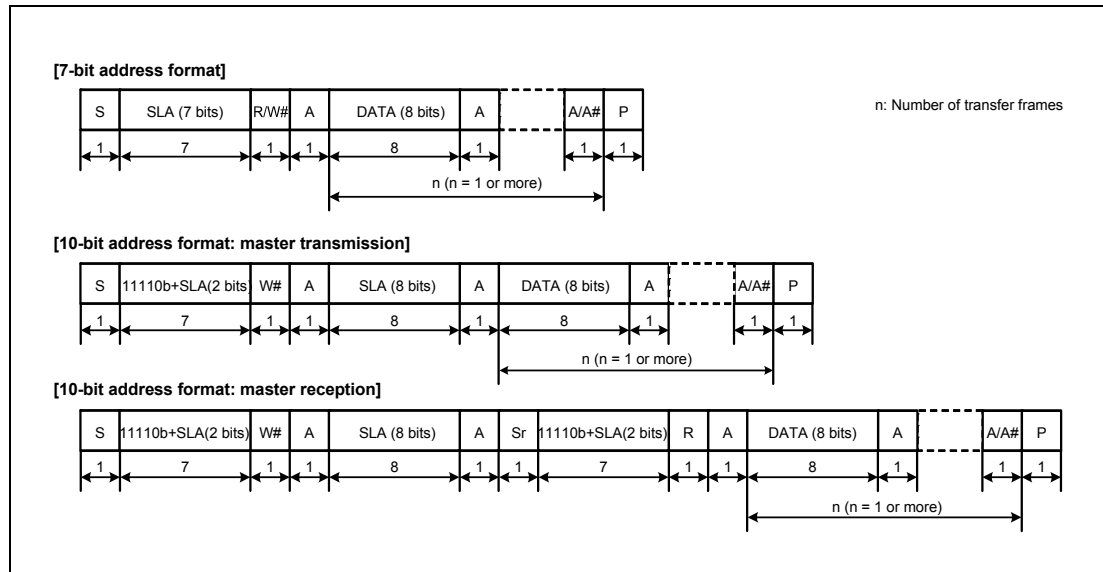 [7-bit address format]
n: Number of transfer frames
S SLA (7 bits) R/W# A DATA (8 bits) A A/A# P
1 7 1 1 8 1 1 1
n (n = 1 or more)
[10-bit address format: master transmission]
S 11110b+SLA(2 bits) W# A SLA (8 bits) A DATA (8 bits) A A/A# P
1 7 1 1 8 1 8 1 1 1
n (n = 1 or more)
[10-bit address format: master reception]
S 11110b+SLA(2 bits) W# A SLA (8 bits) A Sr 11110b+SLA(2 bits) R A DATA (8 bits) A A/A# P
1 7 1 1 8 1 1 7 1 1 8 1 1 1
n (n = 1 or more)